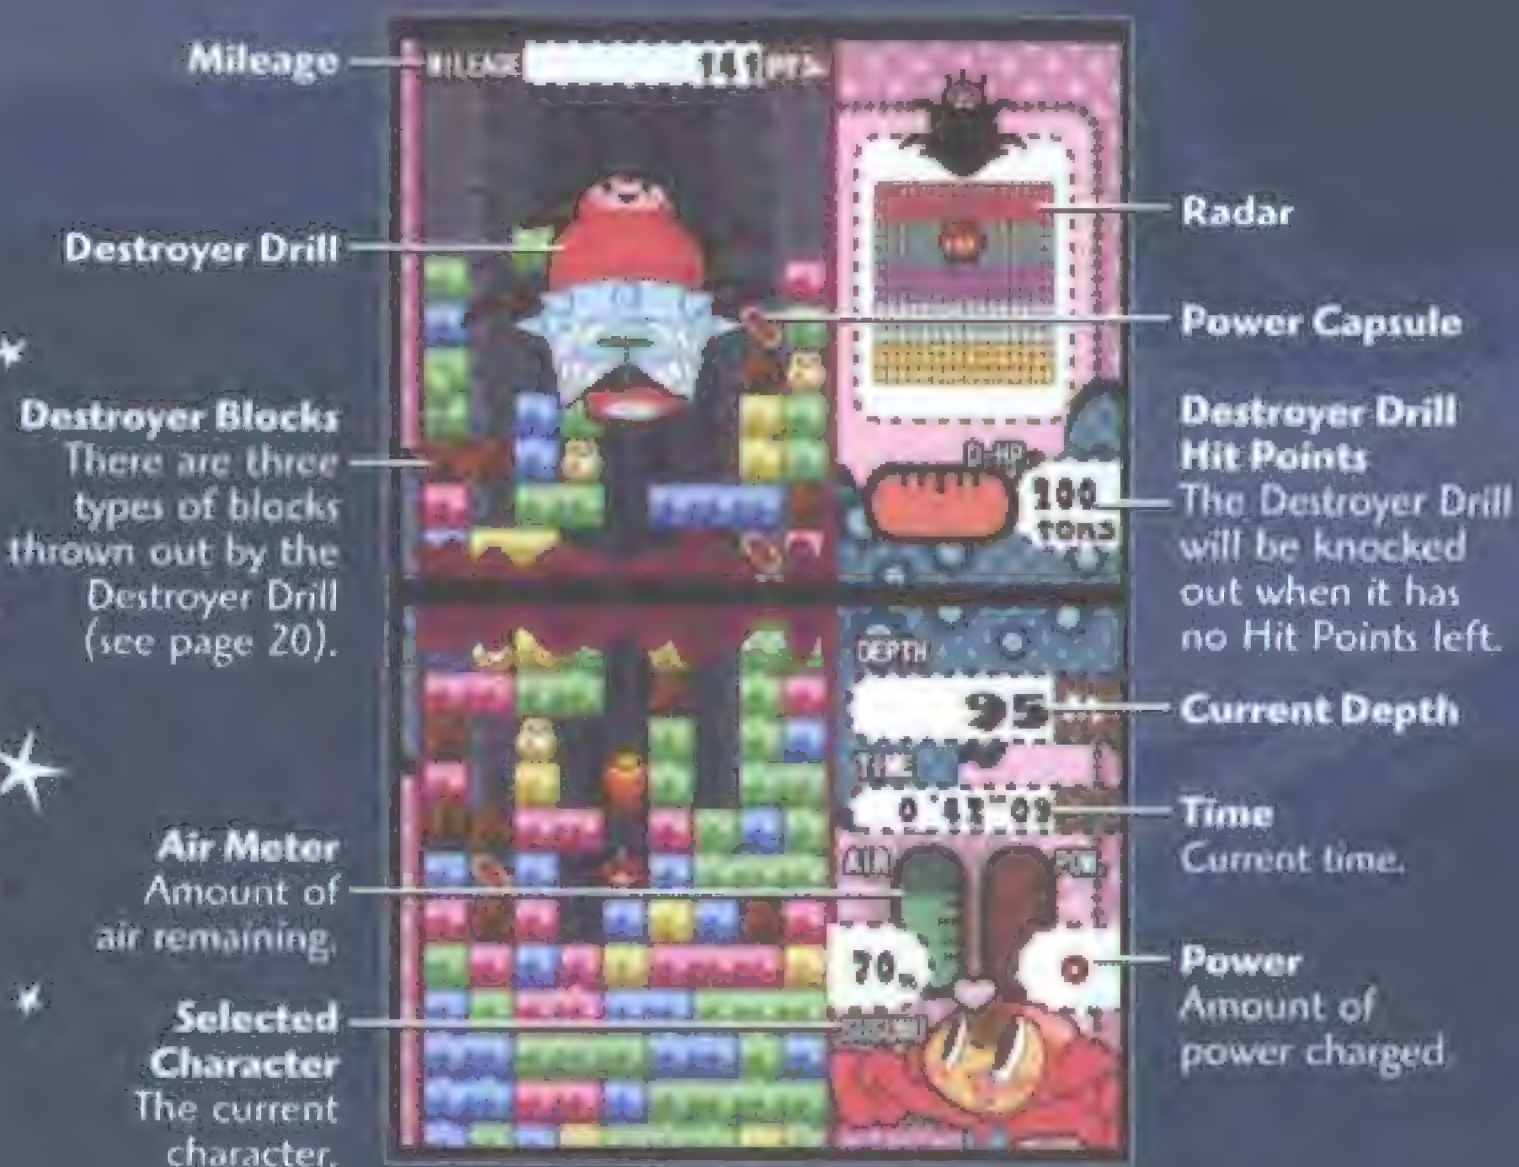 Mileage
MILEAGE 141 PTS.
Destroyer Drill
Radar
Power Capsule
Destroyer Blocks
There are three
types of blocks
thrown out by the
Destroyer Drill
(see page 20).
D-HP
100
tons
Destroyer Drill
Hit Points
The Destroyer Drill
will be knocked
out when it has
no Hit Points left.
DEPTH
95
Current Depth
TIME
Time
Current time.
Air Meter
Amount of
air remaining.
AIR
POW.
70%
0
Power
Amount of
power charged
Selected
Character
The current
character.